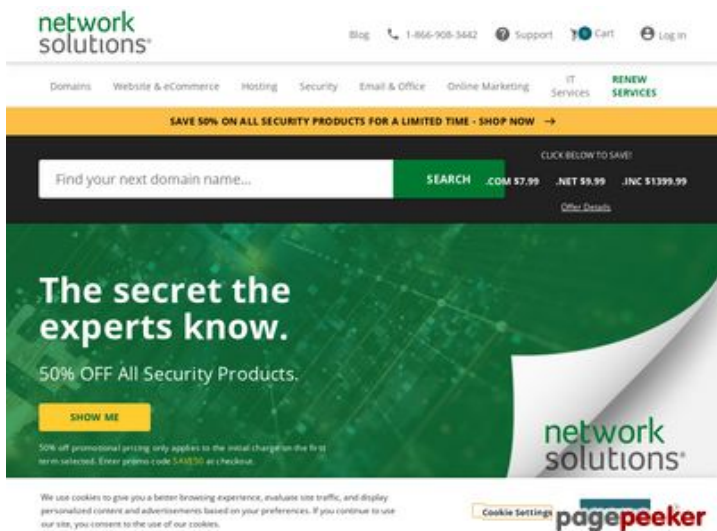 network
solutions
Blog 1-866-908-3442 Support Cart Log In
Domains Website & eCommerce Hosting Security Email & Office Online Marketing IT Services RENEW SERVICES
SAVE 50% ON ALL SECURITY PRODUCTS FOR A LIMITED TIME - SHOP NOW →
CLICK BELOW TO SAVE!
Find your next domain name... SEARCH .COM $7.99 .NET $9.99 .INC $1399.99
Offer Details
The secret the
experts know.
50% OFF All Security Products.
SHOW ME
50% off promotional pricing only applies to the initial charge on the first
term selected. Enter promo code SAVE50 at checkout.
network
solutions
We use cookies to give you a better browsing experience, evaluate site traffic, and display
personalized content and advertisements based on your preferences. If you continue to use
our site, you consent to the use of our cookies.
Cookie Settings
pagepeeker